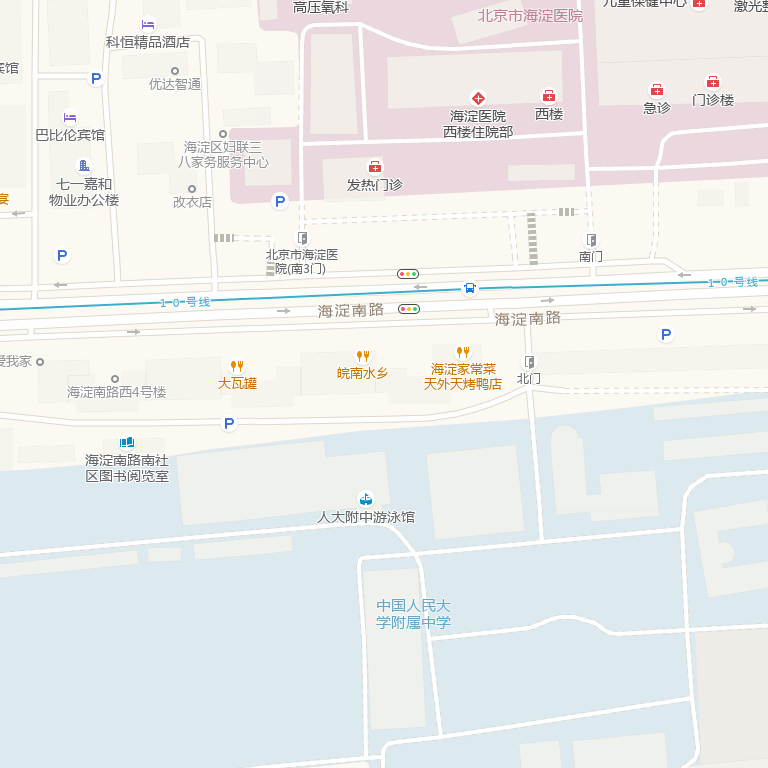 高压氧科
北京市海淀医院
儿童保健中心
激光整
科恒精品酒店
宾馆
P
优达智通
海淀医院
西楼住院部
西楼
急诊
门诊楼
巴比伦宾馆
海淀区妇联三
八家务服务中心
七一嘉和
物业办公楼
发热门诊
改衣店
P
宴
P
北京市海淀医
院(南3门)
南门
10号线
10号线
海淀南路
海淀南路
P
爱我家
海淀南路西4号楼
大瓦罐
皖南水乡
海淀家常菜
天外天烤鸭店
北门
P
海淀南路南社
区图书阅览室
人大附中游泳馆
中国人民大
学附属中学